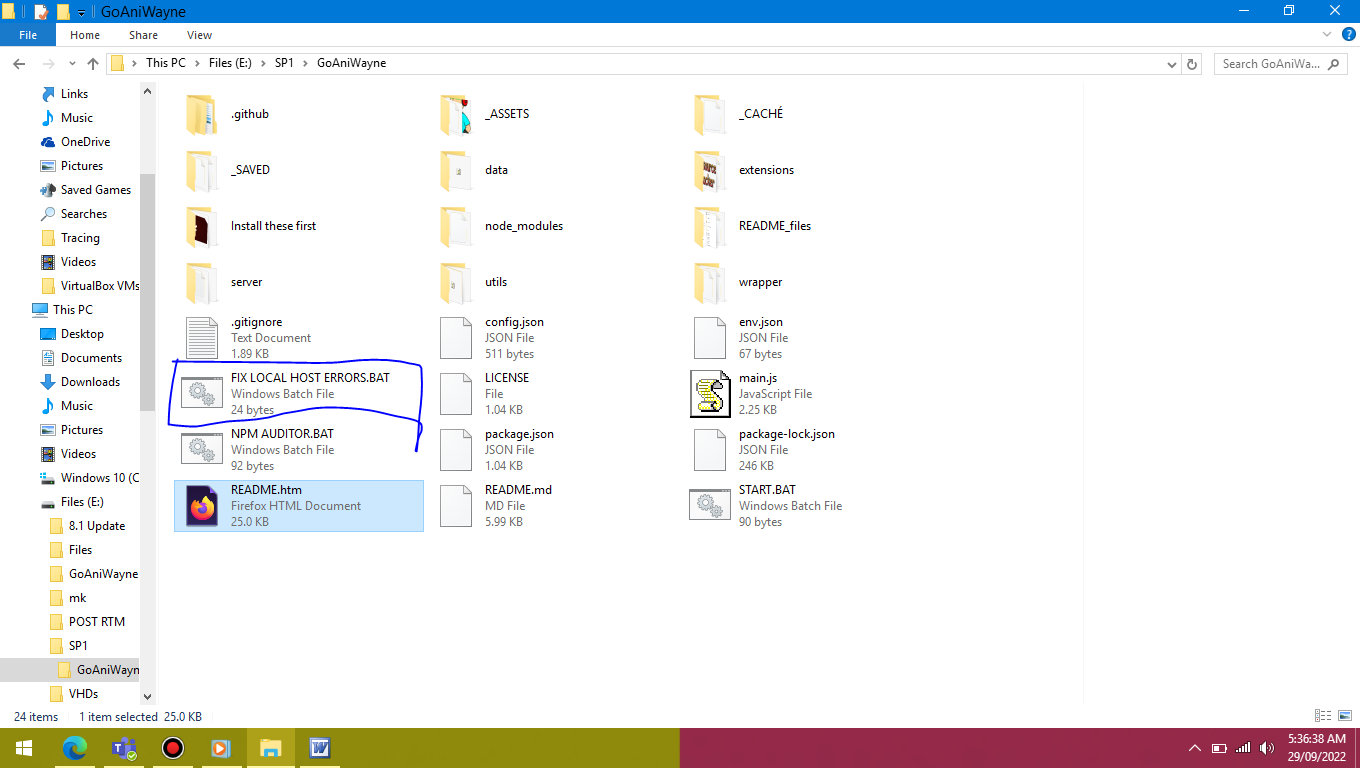 GoAniWayne
File
Home
Share
View
This PC
Files (E:)
SP1
GoAniWayne
Search GoAniWa...
Links
Music
OneDrive
Pictures
Saved Games
Searches
Tracing
Videos
VirtualBox VMs
This PC
Desktop
Documents
Downloads
Music
Pictures
Videos
Windows 10 (C
Files (E:)
8.1 Update
Files
GoAniWayne
mk
POST RTM
SP1
GoAniWayn
VHDs
.github
_ASSETS
_CACHÉ
_SAVED
data
extensions
Install these first
node_modules
README_files
server
utils
wrapper
.gitignore
Text Document
1.89 KB
config.json
JSON File
511 bytes
env.json
JSON File
67 bytes
FIX LOCAL HOST ERRORS.BAT
Windows Batch File
24 bytes
LICENSE
File
1.04 KB
main.js
JavaScript File
2.25 KB
NPM AUDITOR.BAT
Windows Batch File
92 bytes
package.json
JSON File
1.04 KB
package-lock.json
JSON File
246 KB
README.htm
Firefox HTML Document
25.0 KB
README.md
MD File
5.99 KB
START.BAT
Windows Batch File
90 bytes
24 items
1 item selected 25.0 KB
5:36:38 AM
29/09/2022